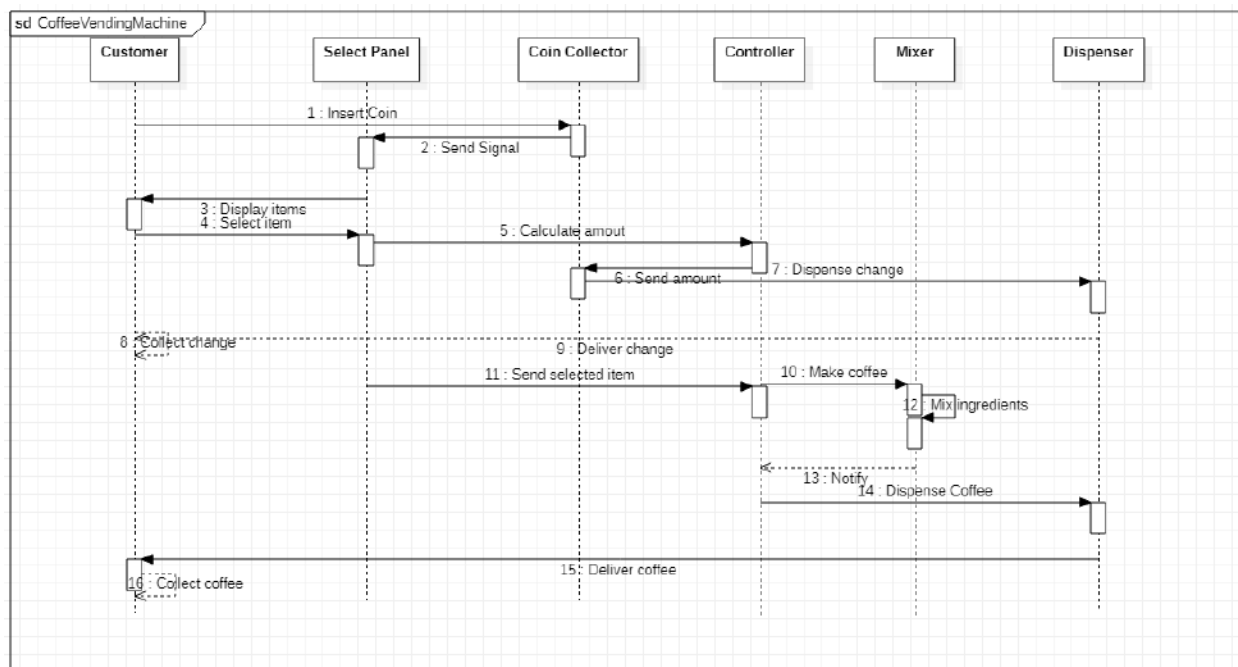 sd CoffeeVendingMachine
Customer
Select Panel
Coin Collector
Controller
Mixer
Dispenser
1 : Insert Coin
2 : Send Signal
3 : Display items
4 : Select item
5 : Calculate amout
6 : Send amount
7 : Dispense change
8 : Collect change
9 : Deliver change
10 : Make coffee
11 : Send selected item
12 : Mix ingredients
13 : Notify
14 : Dispense Coffee
15 : Deliver coffee
16 : Collect coffee